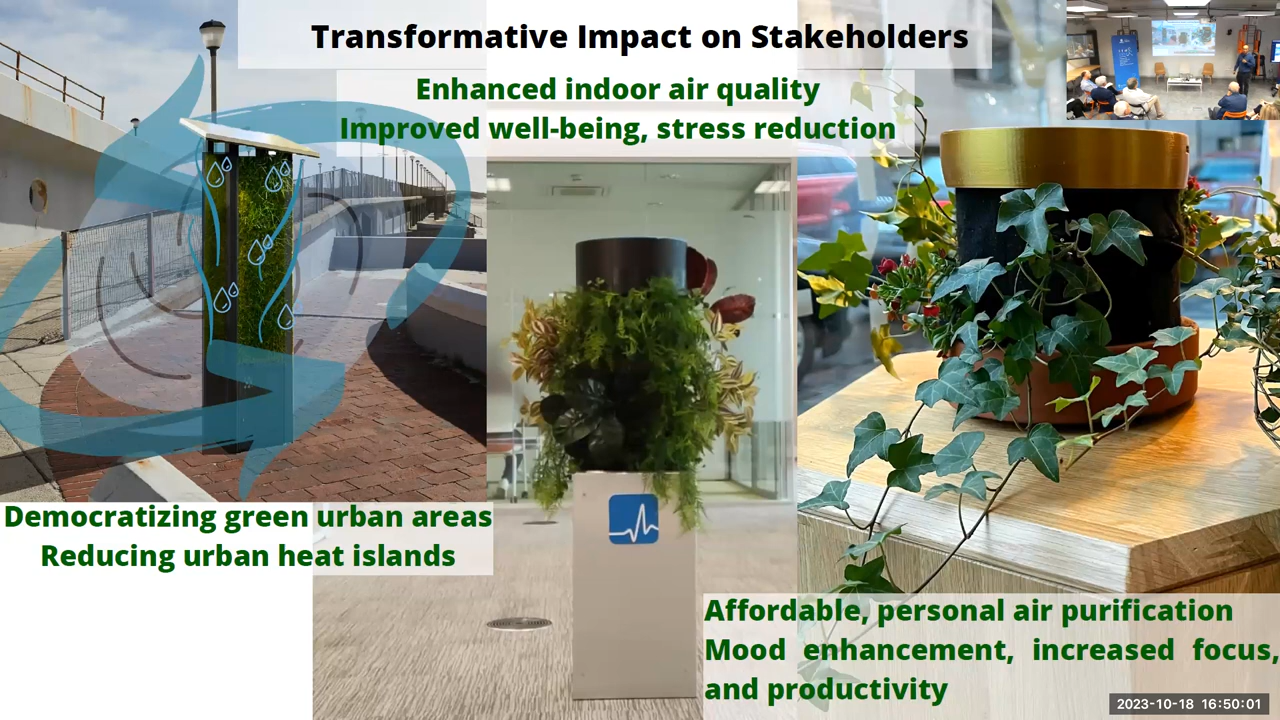 Transformative Impact on Stakeholders
Enhanced indoor air quality
Improved well-being, stress reduction
Democratizing green urban areas
Reducing urban heat islands
Affordable, personal air purification
Mood enhancement, increased focus,
and productivity
2023-10-18 16:50:01